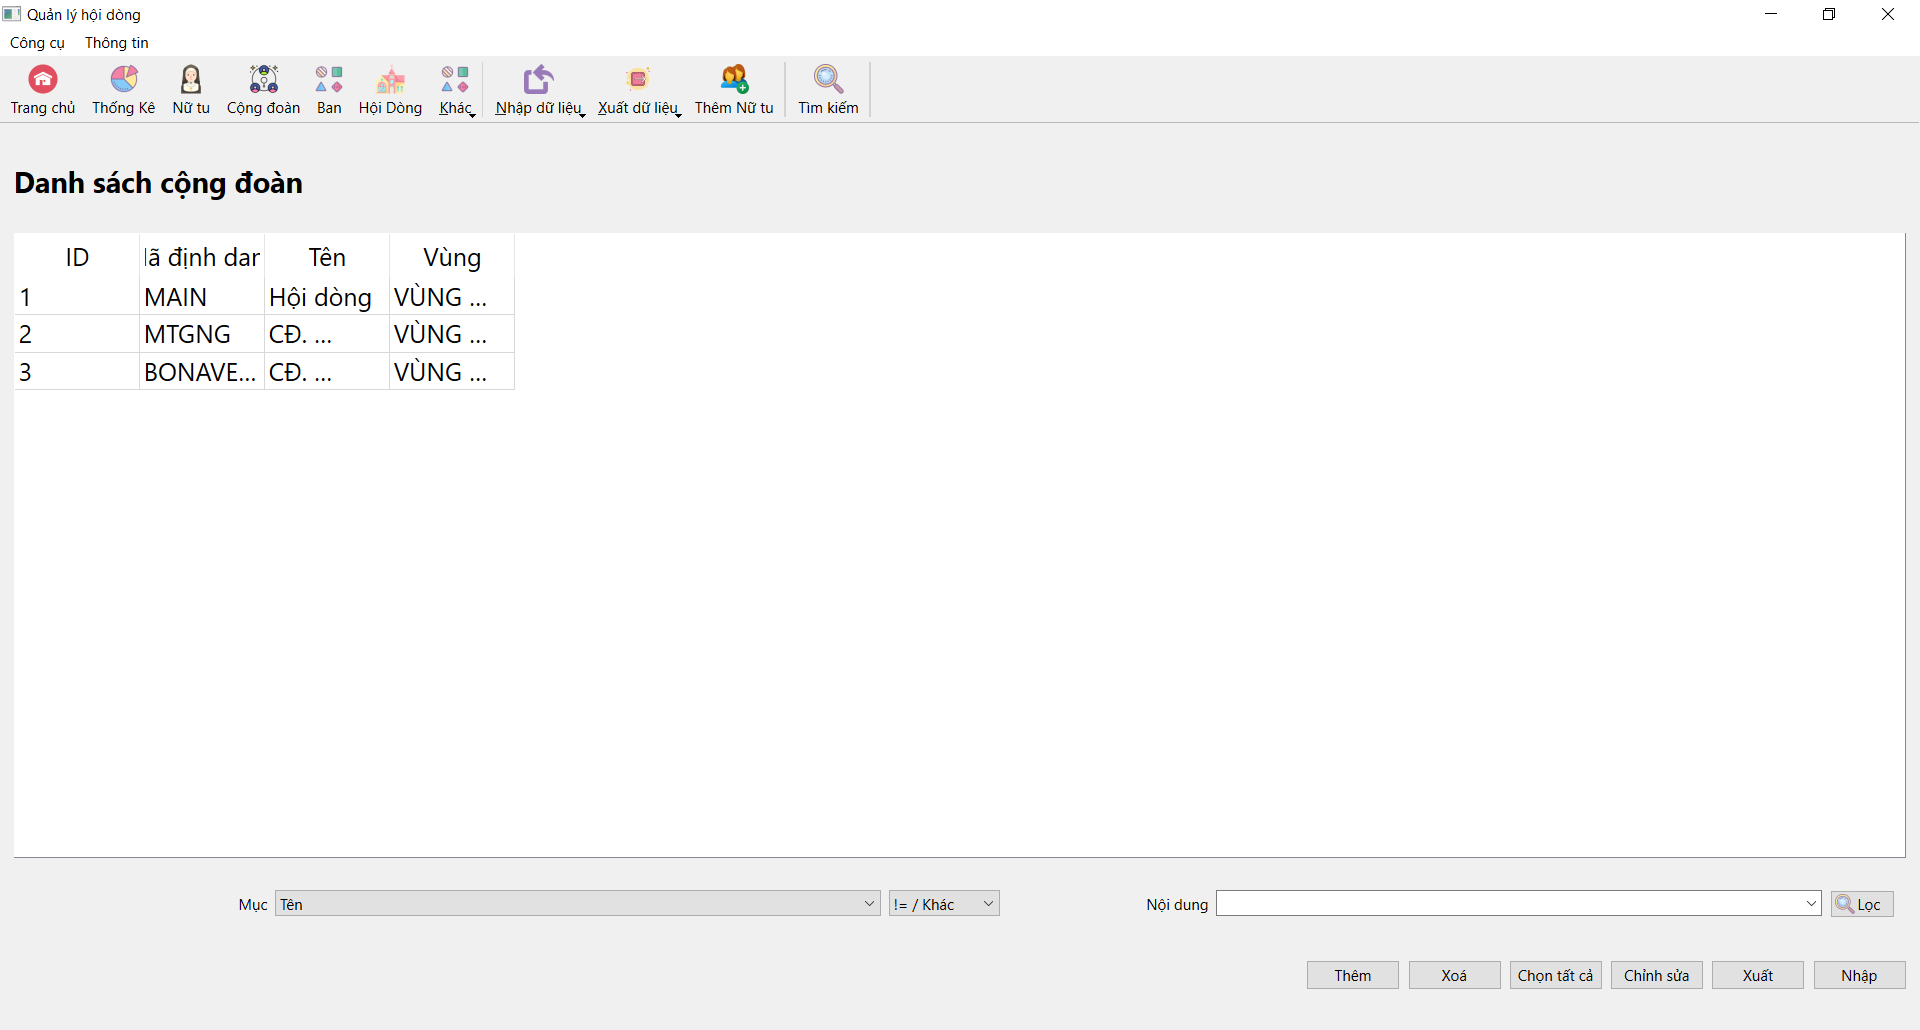 Quản lý hội dòng
Công cụ Thông tin
Trang chủ Thống Kê Nữ tu Cộng đoàn Ban Hội Dòng Khác Nhập dữ liệu Xuất dữ liệu Thêm Nữ tu Tìm kiếm
Danh sách cộng đoàn
ID định Tên Vùng
1 MAIN Hội dòng VÙNG ...
2 MTGNG CĐ. ... VÙNG ...
3 BONAVE... CĐ. ... VÙNG ...
Mục Tên != / Khác Nội dung Lọc
Thêm Xoá Chọn tất cả Chỉnh sửa Xuất Nhập